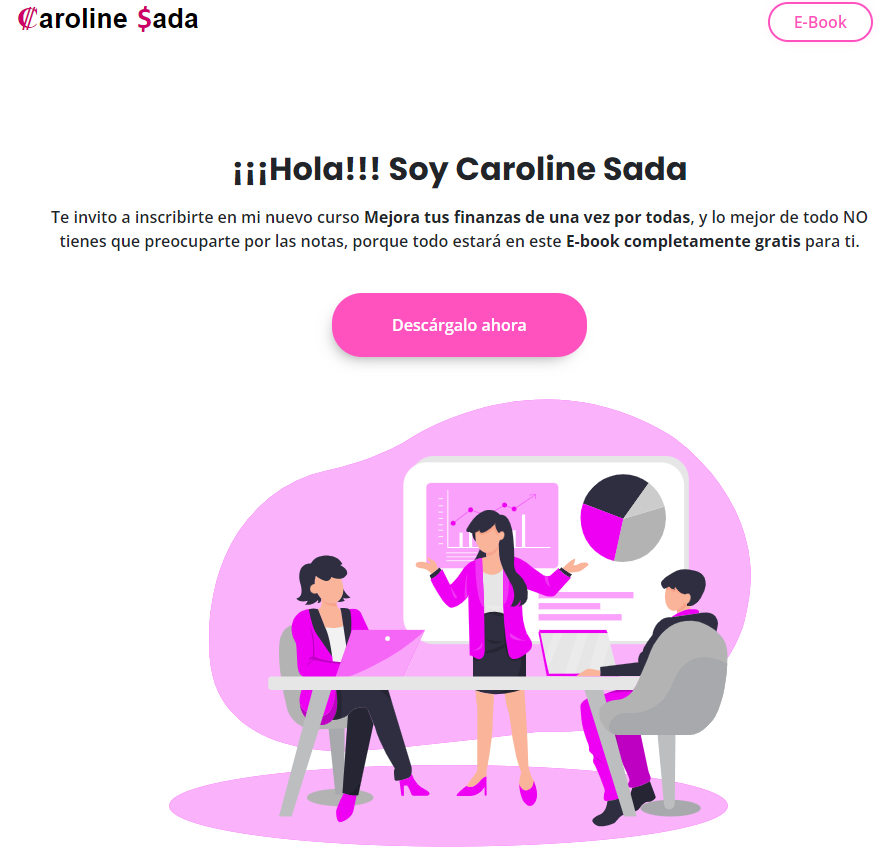 ₡aroline $ada
E-Book
¡¡¡Hola!!! Soy Caroline Sada
Te invito a inscribirte en mi nuevo curso Mejora tus finanzas de una vez por todas, y lo mejor de todo NO
tienes que preocuparte por las notas, porque todo estará en este E-book completamente gratis para ti.
Descárgalo ahora